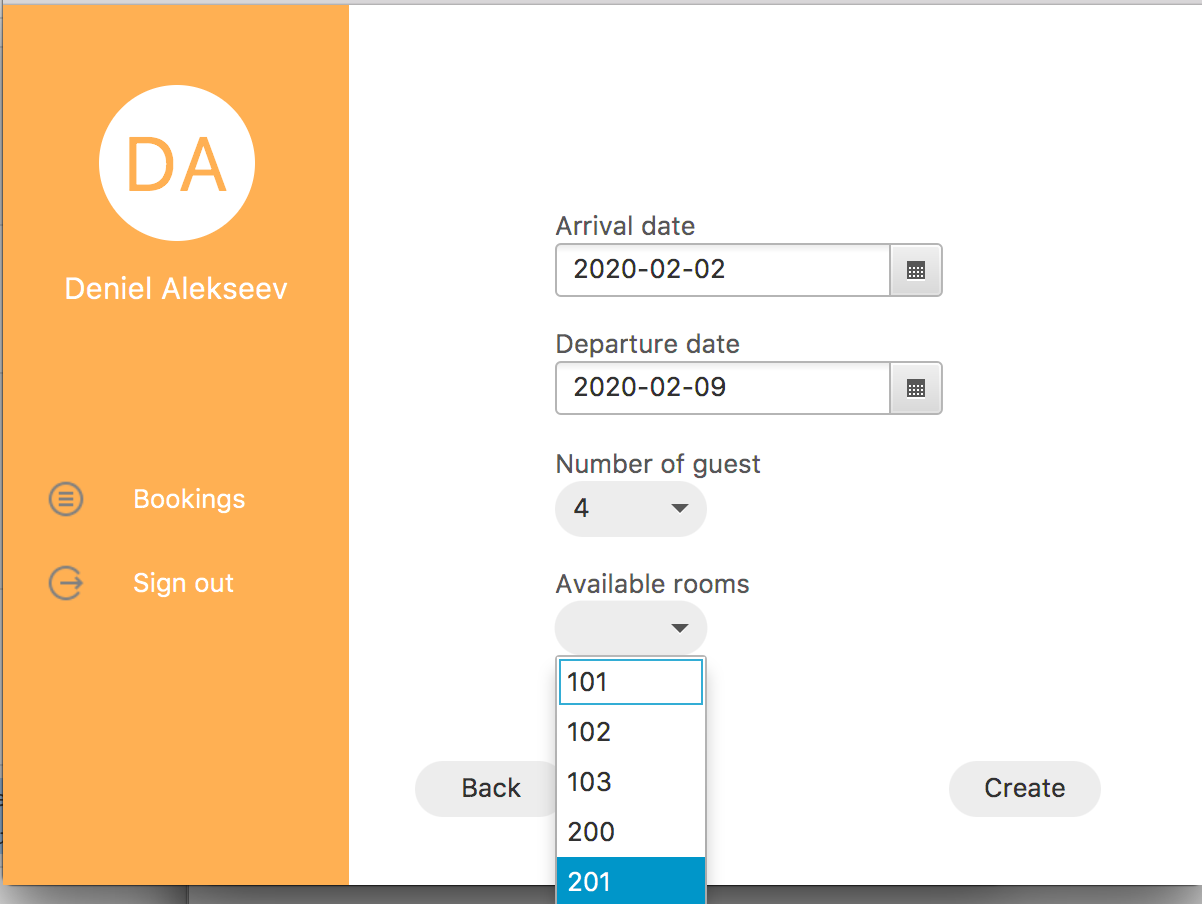 DA
Deniel Alekseev
Bookings
Sign out
Arrival date
2020-02-02
Departure date
2020-02-09
Number of guest
4
Available rooms
101
102
103
200
201
Back
Create